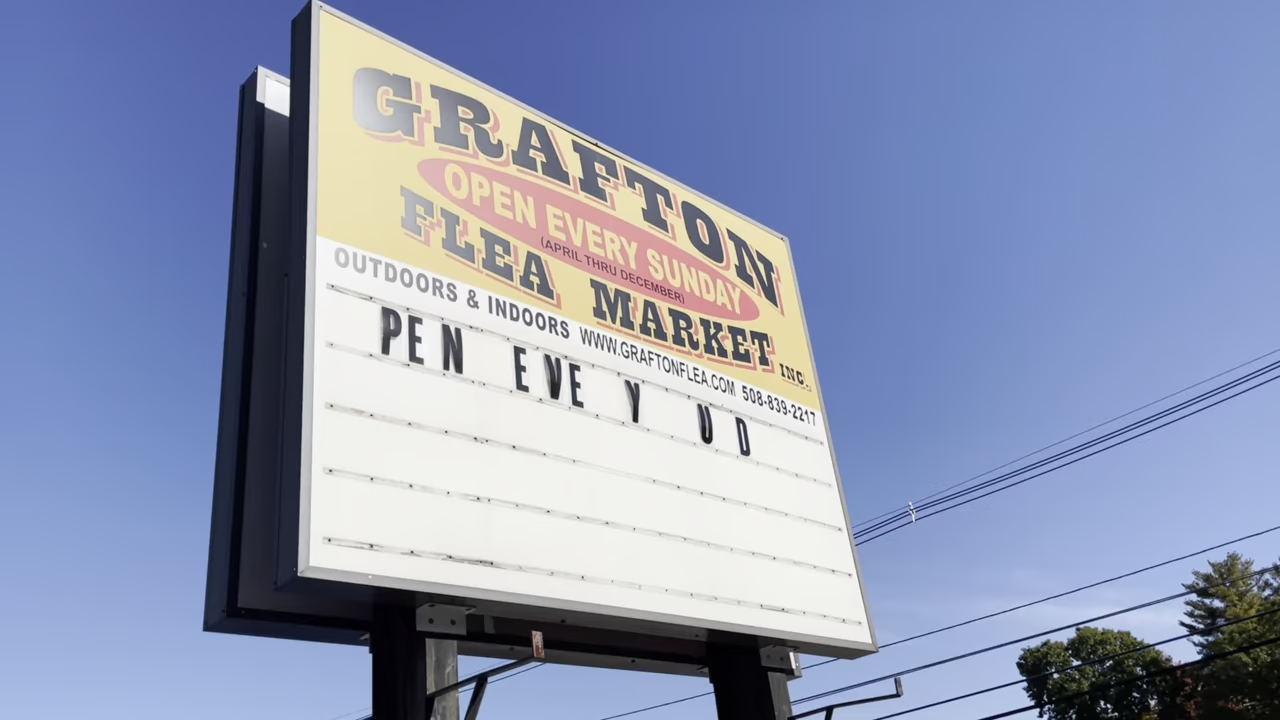 GRAFTON
OPEN EVERY SUNDAY
(APRIL THRU DECEMBER)
FLEA MARKET INC.
OUTDOORS & INDOORS WWW.GRAFTONFLEA.COM 508-839-2217
PEN EVE Y U D